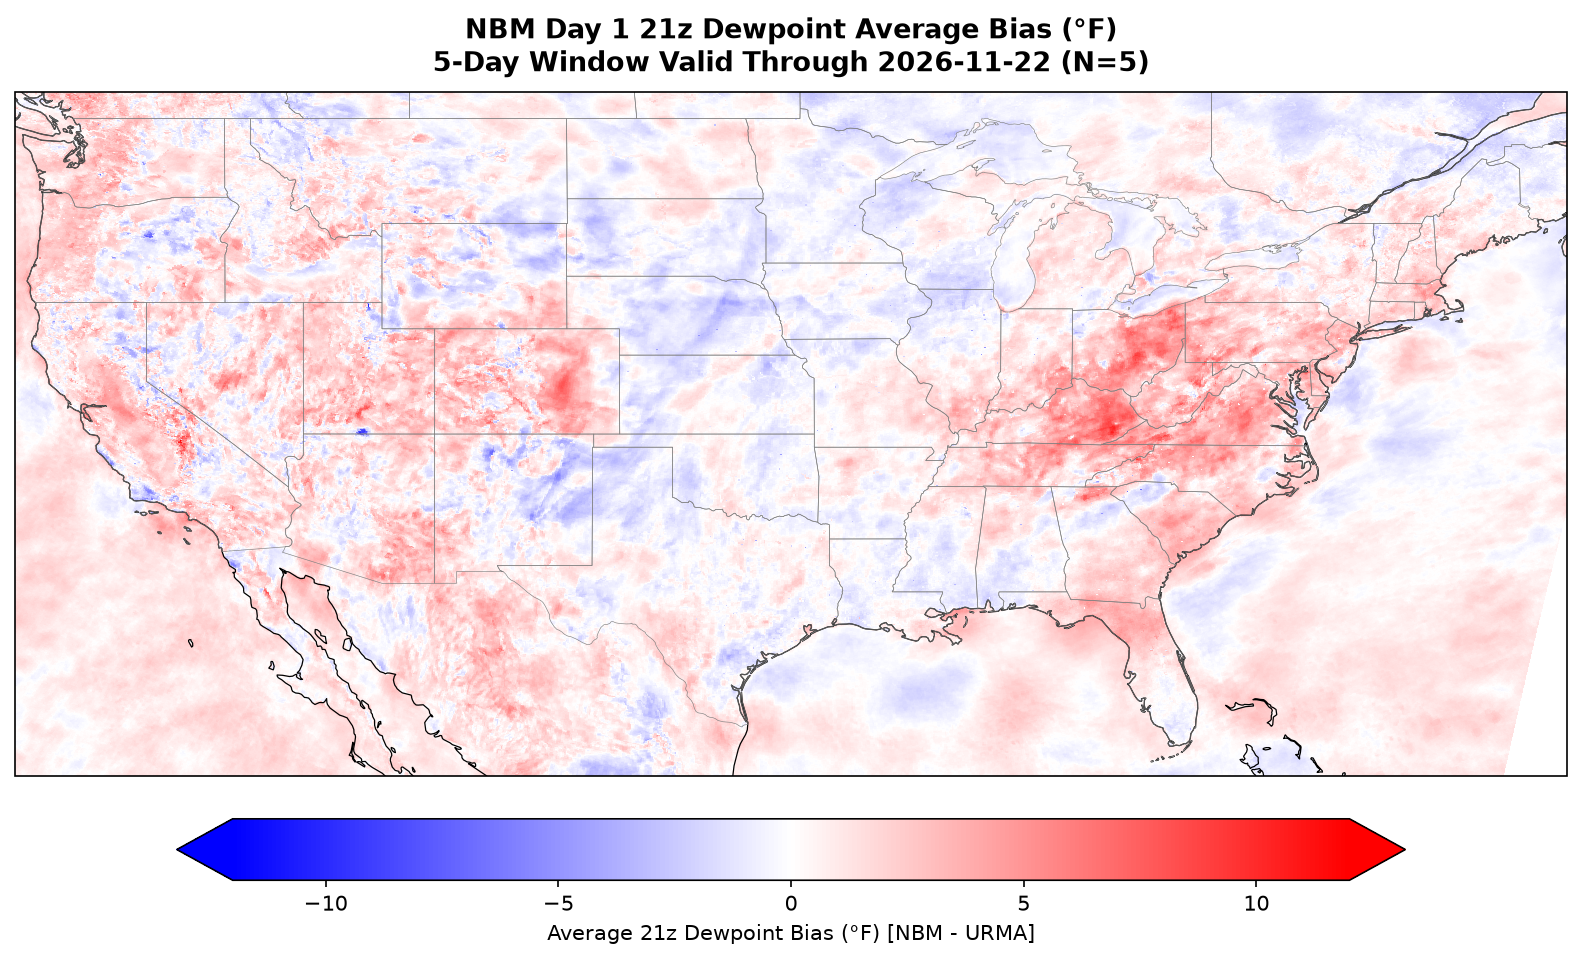 NBM Day 1 21z Dewpoint Average Bias (°F)
5-Day Window Valid Through 2026-11-22 (N=5)
−10 −5 0 5 10
Average 21z Dewpoint Bias (°F) [NBM - URMA]